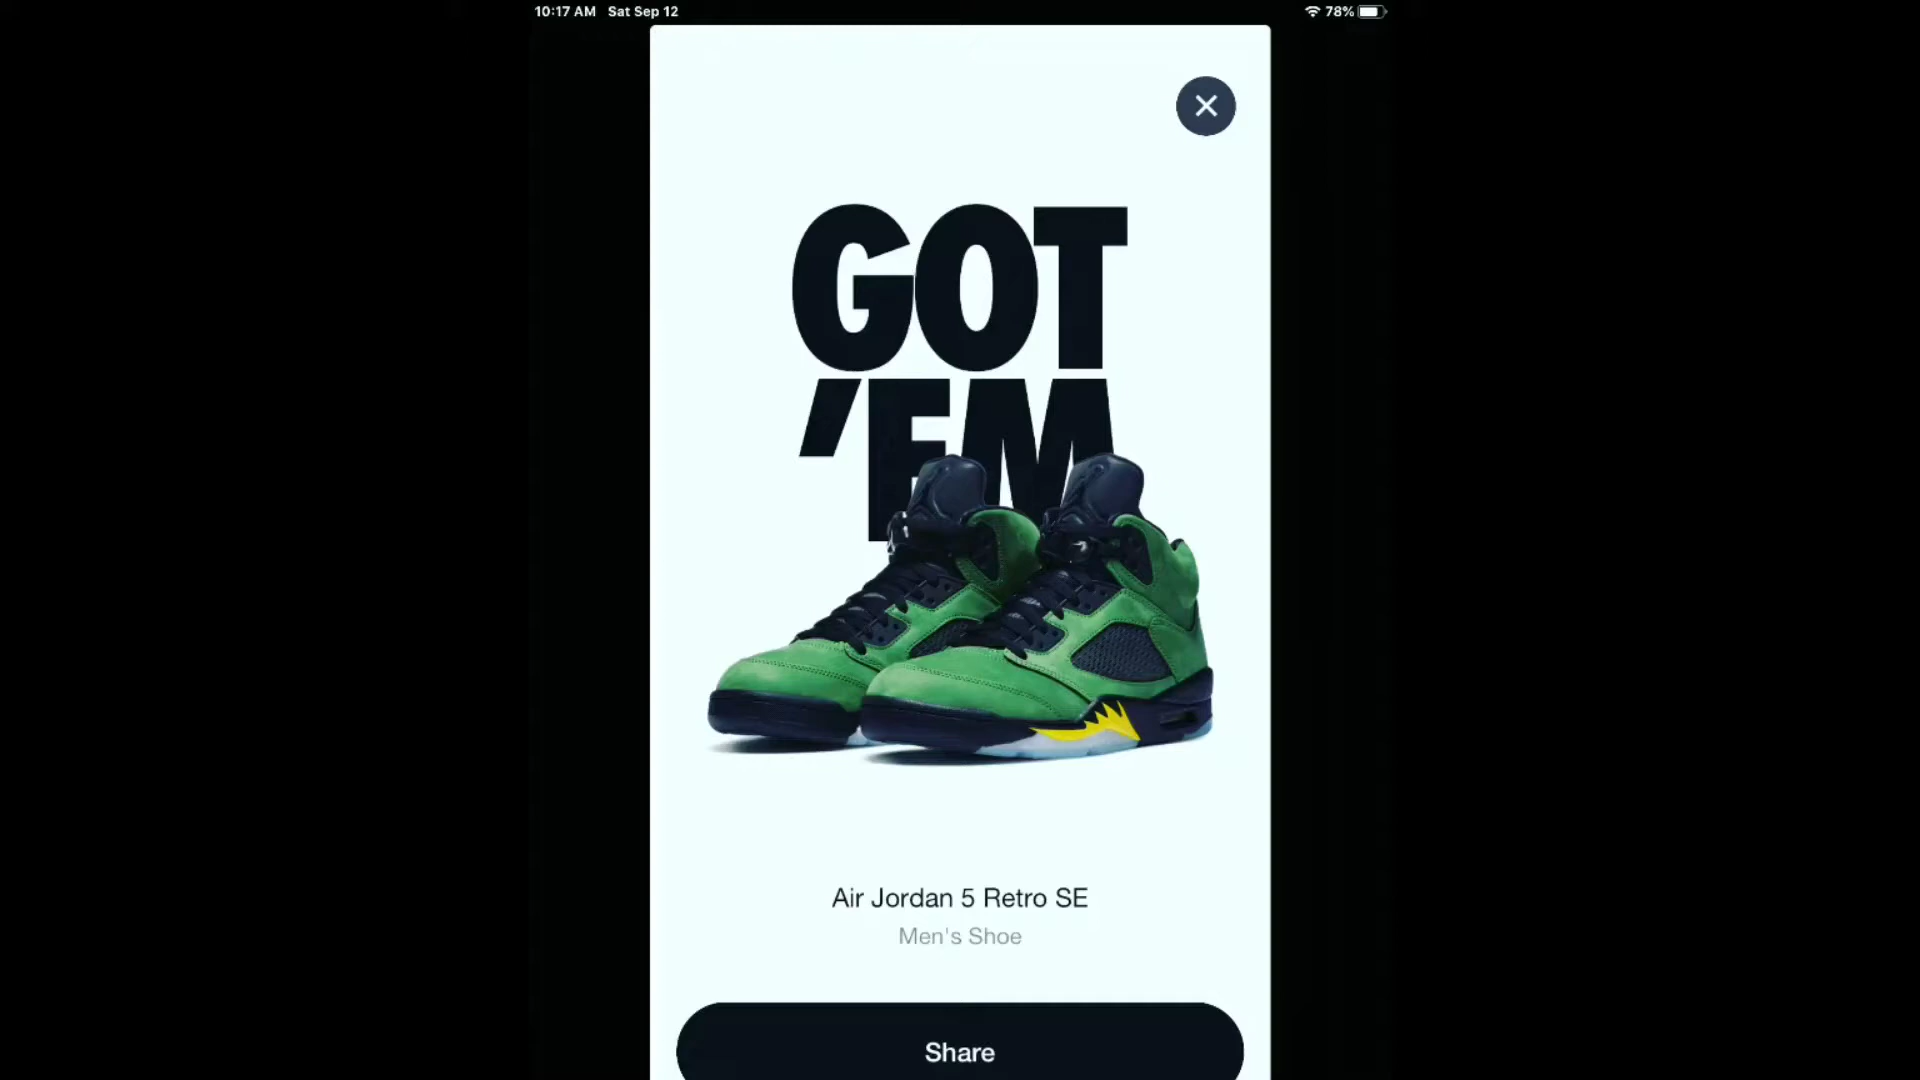 10:17 AM Sat Sep 12
78%
GOT
'EM
Air Jordan 5 Retro SE
Men's Shoe
Share